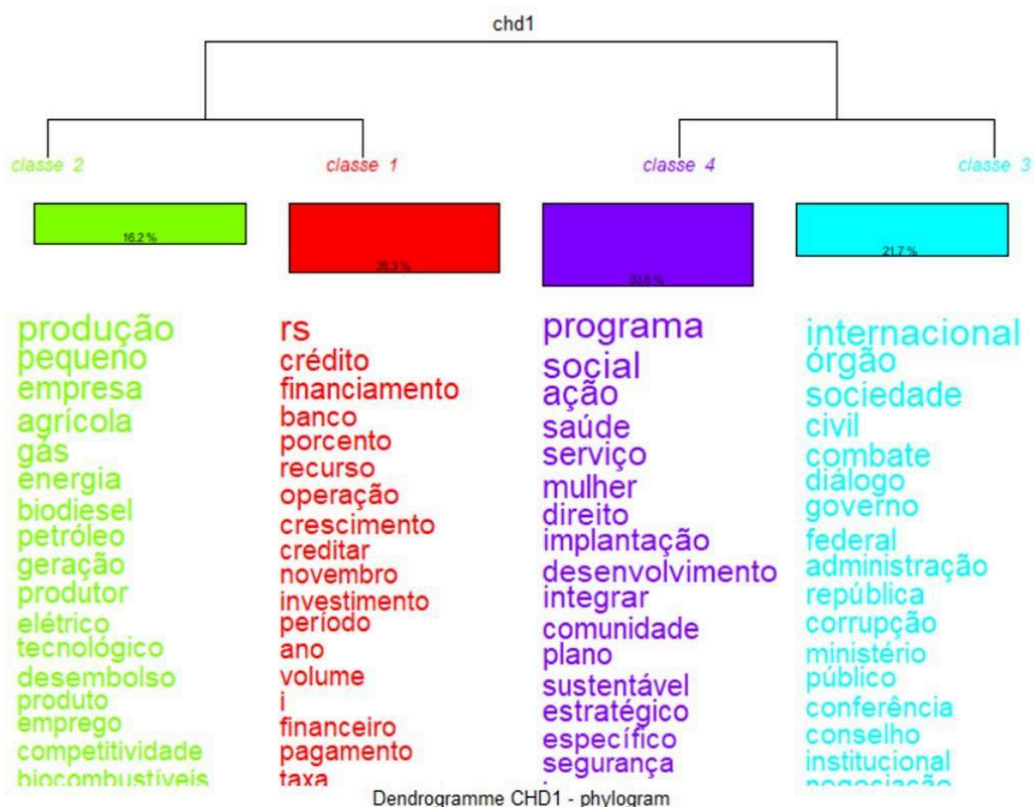 chd1
classe 2
classe 1
classe 4
classe 3
16.2 %
21.7 %
produção
pequeno
empresa
agrícola
gás
energia
biodiesel
petróleo
geração
produtor
elétrico
tecnológico
desembolso
produto
emprego
competitividade
biocombustíveis
rs
crédito
financiamento
banco
porcento
recurso
operação
crescimento
creditar
novembro
investimento
período
ano
volume
i
financeiro
pagamento
taxa
programa
social
ação
saúde
serviço
mulher
direito
implantação
desenvolvimento
integrar
comunidade
plano
sustentável
estratégico
específico
segurança
internacional
órgão
sociedade
civil
combate
diálogo
governo
federal
administração
república
corrupção
ministério
público
conferência
conselho
institucional
negociação
Dendrogramme CHD1 - phylogram